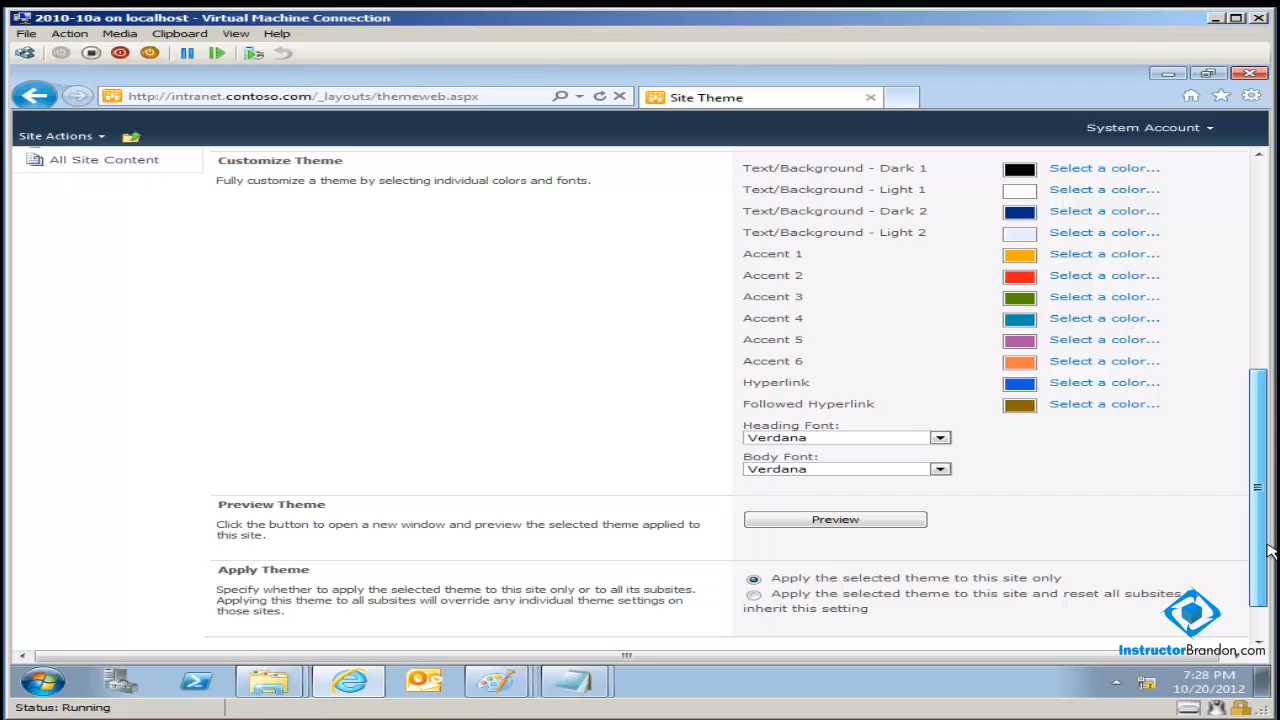 2010-10a on localhost - Virtual Machine Connection
File Action Media Clipboard View Help
http://intranet.contoso.com/_layouts/themeweb.aspx
Site Theme
Site Actions
System Account
All Site Content
Customize Theme
Fully customize a theme by selecting individual colors and fonts.
Text/Background - Dark 1 Select a color...
Text/Background - Light 1 Select a color...
Text/Background - Dark 2 Select a color...
Text/Background - Light 2 Select a color...
Accent 1 Select a color...
Accent 2 Select a color...
Accent 3 Select a color...
Accent 4 Select a color...
Accent 5 Select a color...
Accent 6 Select a color...
Hyperlink Select a color...
Followed Hyperlink Select a color...
Heading Font:
Verdana
Body Font:
Verdana
Preview Theme
Click the button to open a new window and preview the selected theme applied to
this site.
Preview
Apply Theme
Specify whether to apply the selected theme to this site only or to all its subsites.
Applying this theme to all subsites will override any individual theme settings on
those sites.
Apply the selected theme to this site only
Apply the selected theme to this site and reset all subsites
inherit this setting
InstructorBrandon.com
7:28 PM
10/20/2012
Status: Running